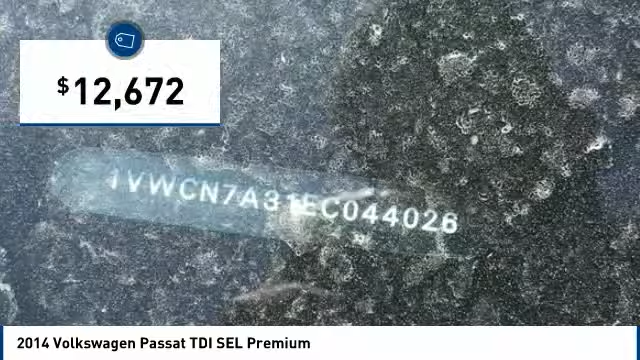 $12,672
1VWCN7A31EC044026
2014 Volkswagen Passat TDI SEL Premium